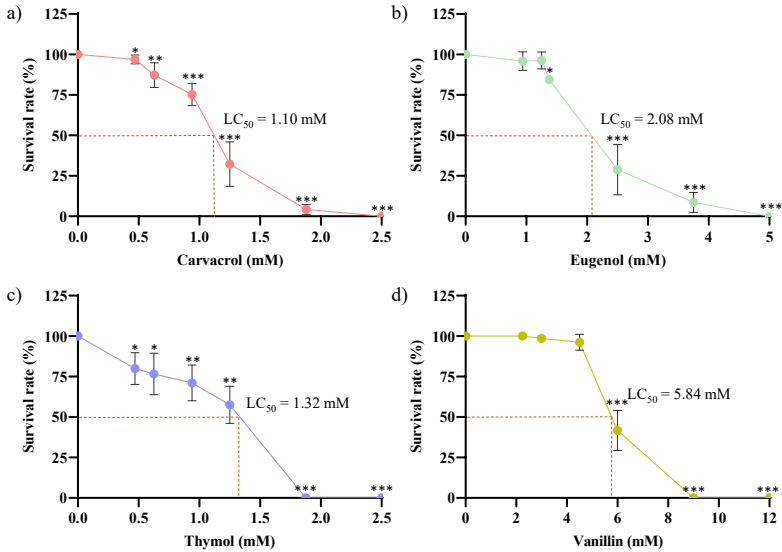 a)
Survival rate (%)
125
100
75
50
25
0
* ** *** *** *** ***
LC50 = 1.10 mM
0.0 0.5 1.0 1.5 2.0 2.5
Carvacrol (mM)
b)
Survival rate (%)
125
100
75
50
25
0
* *** *** ***
LC50 = 2.08 mM
0 1 2 3 4 5
Eugenol (mM)
c)
Survival rate (%)
125
100
75
50
25
0
* * ** ** *** ***
LC50 = 1.32 mM
0.0 0.5 1.0 1.5 2.0 2.5
Thymol (mM)
d)
Survival rate (%)
125
100
75
50
25
0
*** *** ***
LC50 = 5.84 mM
0 2 4 6 8 10 12
Vanillin (mM)